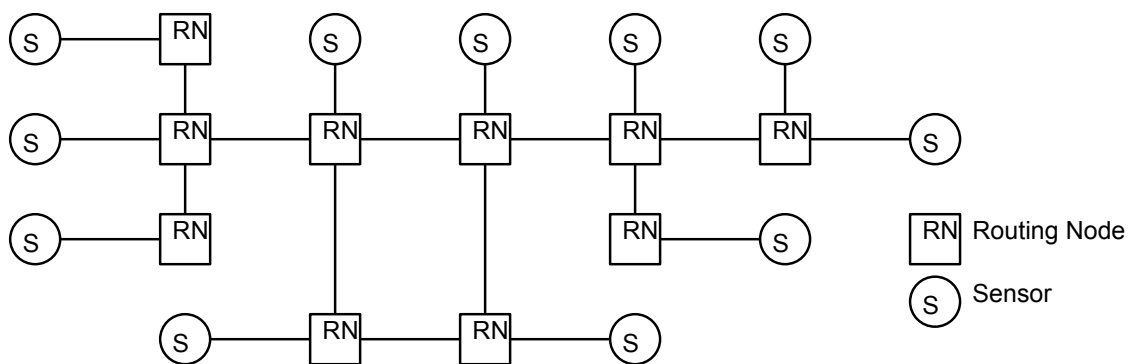 S RN S S S S
S RN RN RN RN RN S
S RN RN S RN Routing Node
S Sensor
S RN RN S